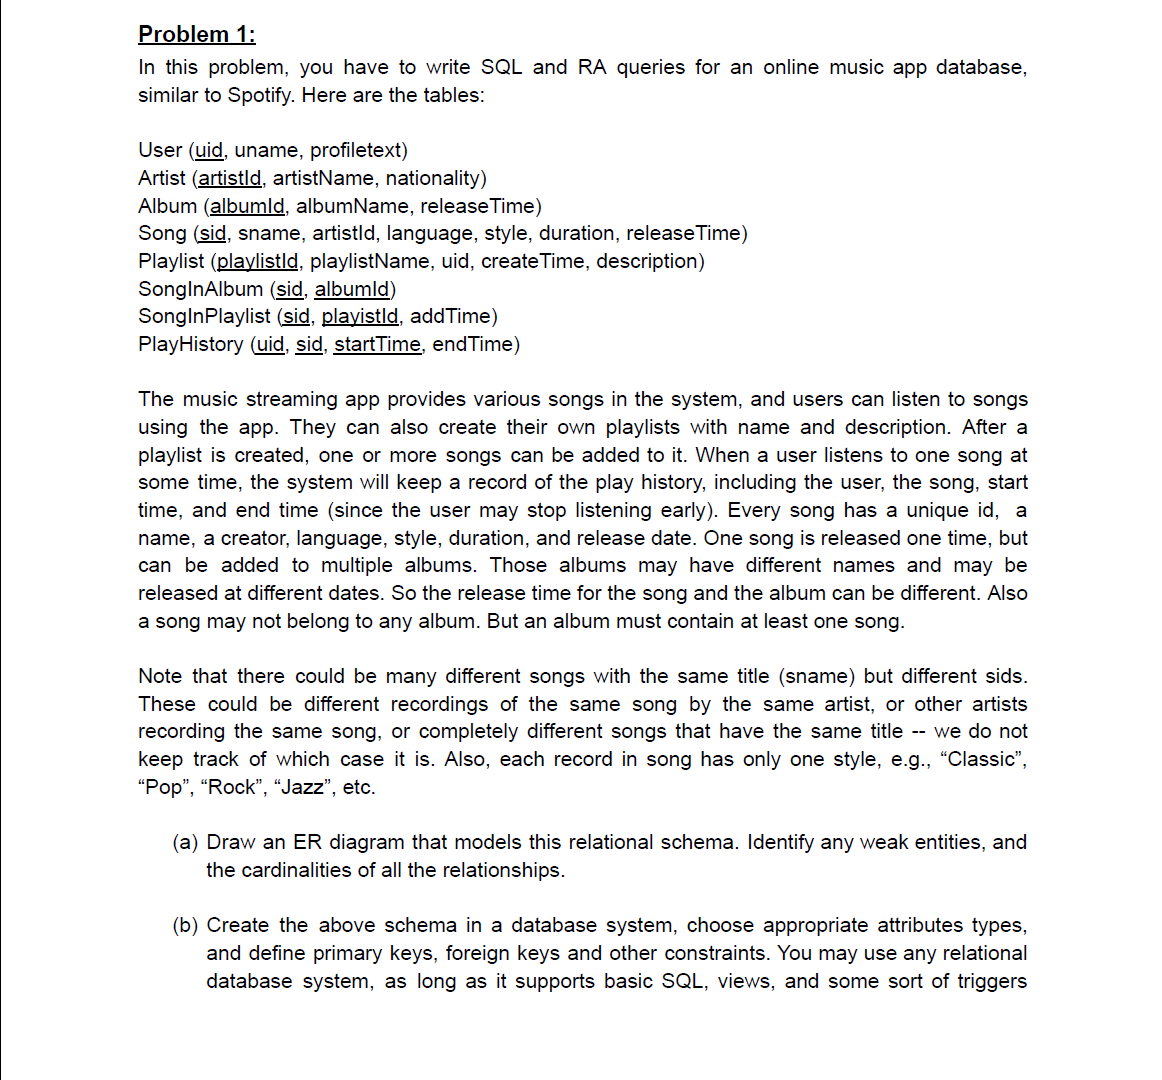 Problem 1:
In this problem, you have to write SQL and RA queries for an online music app database,
similar to Spotify. Here are the tables:
User (uid, uname, profiletext)
Artist (artistId, artistName, nationality)
Album (albumId, albumName, releaseTime)
Song (sid, sname, artistId, language, style, duration, releaseTime)
Playlist (playlistId, playlistName, uid, createTime, description)
SongInAlbum (sid, albumId)
SongInPlaylist (sid, playistId, addTime)
PlayHistory (uid, sid, startTime, endTime)
The music streaming app provides various songs in the system, and users can listen to songs
using the app. They can also create their own playlists with name and description. After a
playlist is created, one or more songs can be added to it. When a user listens to one song at
some time, the system will keep a record of the play history, including the user, the song, start
time, and end time (since the user may stop listening early). Every song has a unique id, a
name, a creator, language, style, duration, and release date. One song is released one time, but
can be added to multiple albums. Those albums may have different names and may be
released at different dates. So the release time for the song and the album can be different. Also
a song may not belong to any album. But an album must contain at least one song.
Note that there could be many different songs with the same title (sname) but different sids.
These could be different recordings of the same song by the same artist, or other artists
recording the same song, or completely different songs that have the same title -- we do not
keep track of which case it is. Also, each record in song has only one style, e.g., “Classic”,
“Pop”, “Rock”, “Jazz”, etc.
(a) Draw an ER diagram that models this relational schema. Identify any weak entities, and
the cardinalities of all the relationships.
(b) Create the above schema in a database system, choose appropriate attributes types,
and define primary keys, foreign keys and other constraints. You may use any relational
database system, as long as it supports basic SQL, views, and some sort of triggers